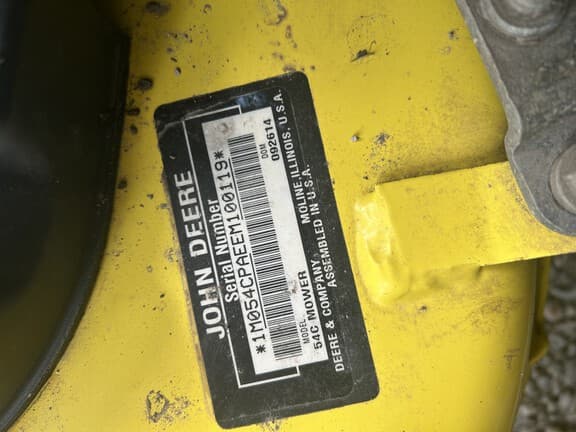 JOHN DEERE
Serial Number
*1M054CPAEEM100119*
MODEL
DOM
54C MOWER
092614
DEERE & COMPANY MOLINE, ILLINOIS, U.S.A.
ASSEMBLED IN U.S.A.